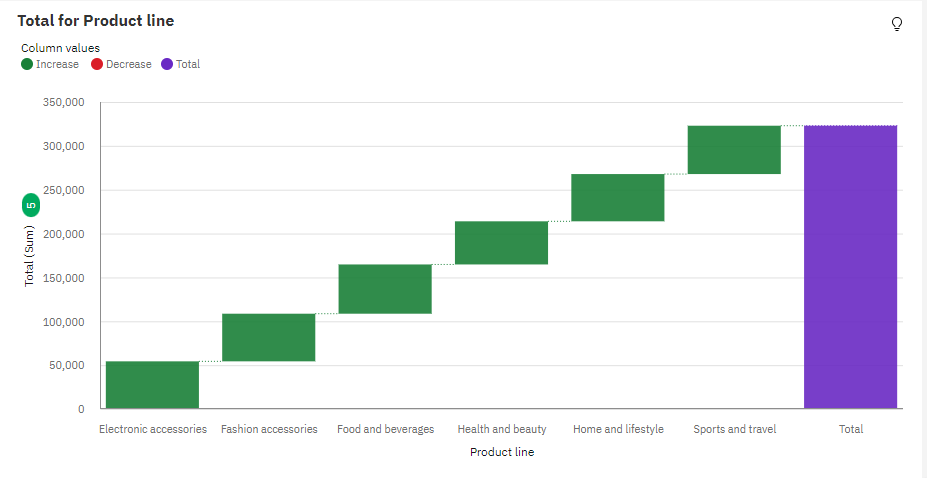 Total for Product line
Column values
Increase Decrease Total
350,000
300,000
250,000
200,000
150,000
100,000
50,000
0
Total (Sum) 5
Electronic accessories Fashion accessories Food and beverages Health and beauty Home and lifestyle Sports and travel Total
Product line